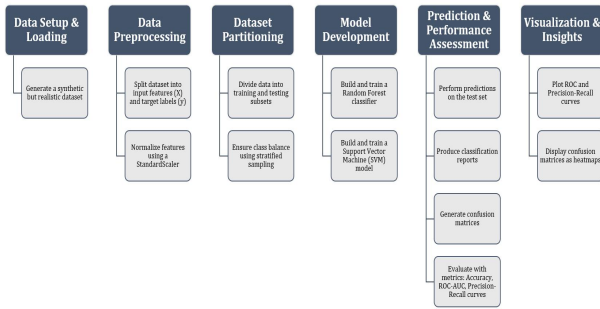 Data Setup &
Loading
Generate a synthetic
but realistic dataset
Data
Preprocessing
Split dataset into
input features (X)
and target labels (y)
Normalize features
using a
StandardScaler
Dataset
Partitioning
Divide data into
training and testing
subsets
Ensure class balance
using stratified
sampling
Model
Development
Build and train a
Random Forest
classifier
Build and train a
Support Vector
Machine (SVM)
model
Prediction &
Performance
Assessment
Perform predictions
on the test set
Produce classification
reports
Generate confusion
matrices
Evaluate with
metrics: Accuracy,
ROC-AUC, Precision-
Recall curves
Visualization &
Insights
Plot ROC and
Precision-Recall
curves
Display confusion
matrices as heatmaps